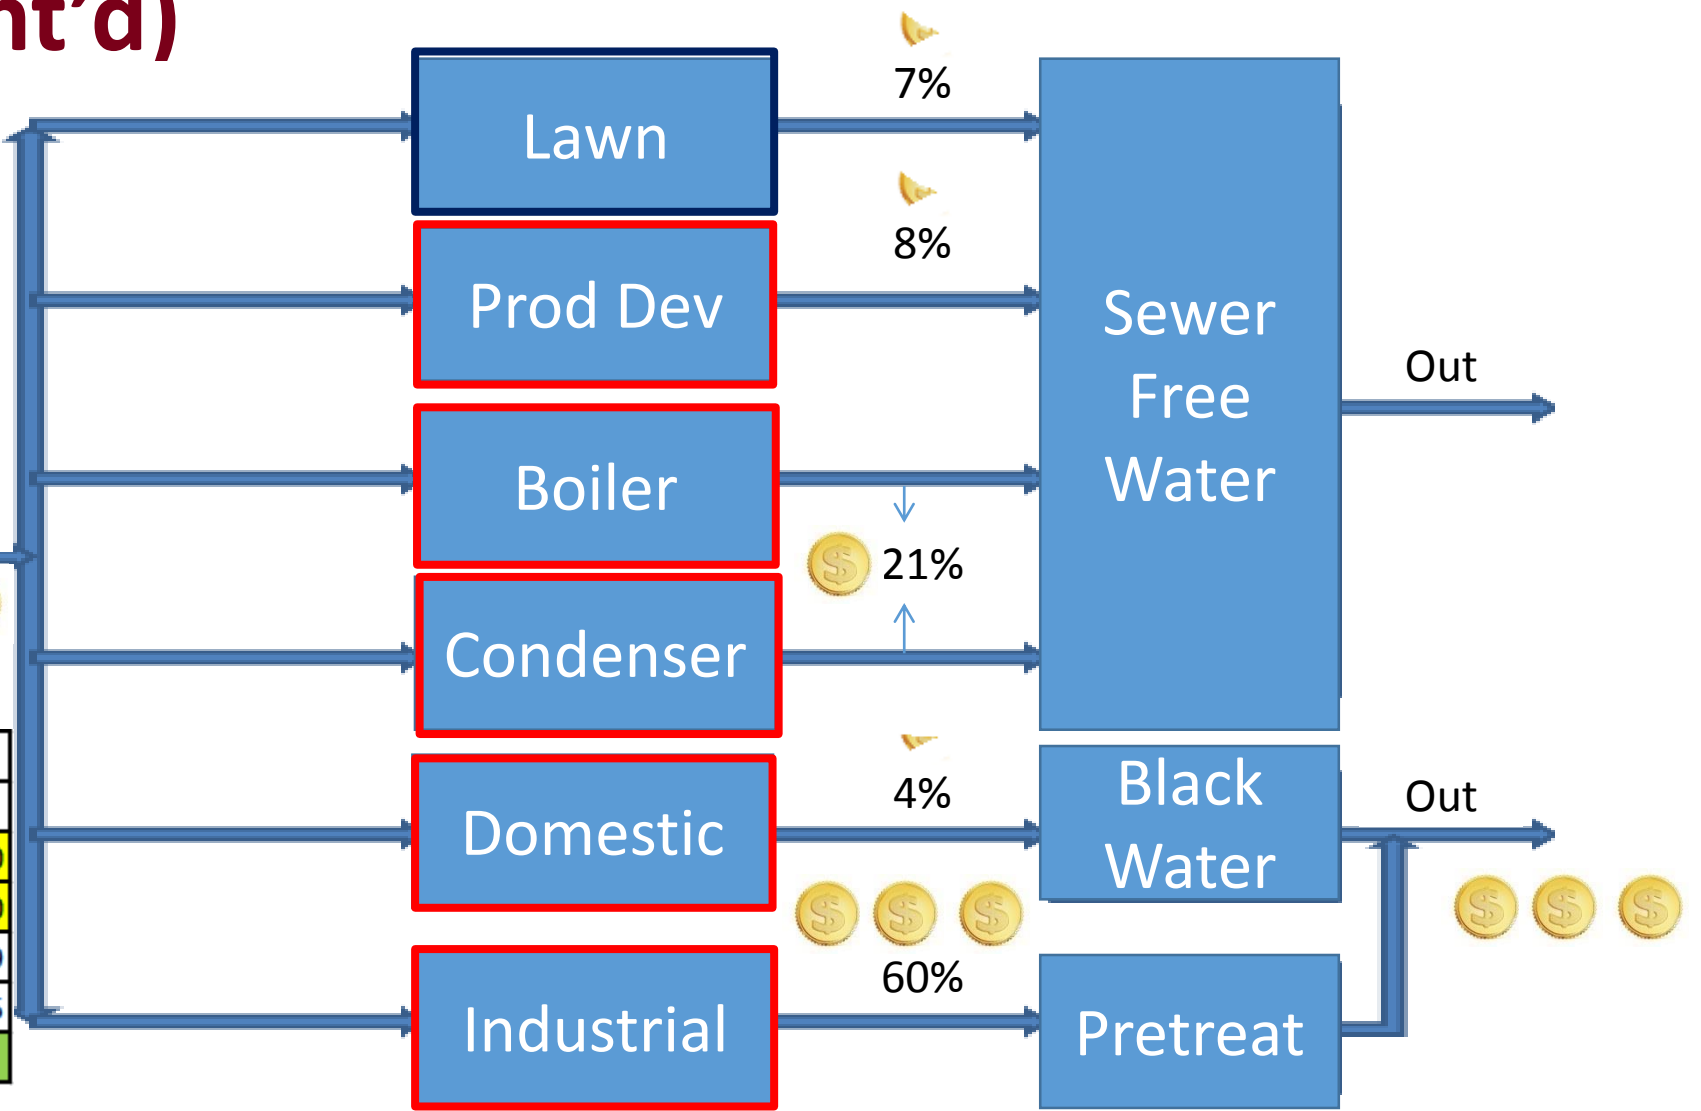 nt’d)
Lawn
7%
Prod Dev
8%
Boiler
21%
Condenser
Sewer
Free
Water
Out
Domestic
4%
Black
Water
Out
Industrial
60%
Pretreat